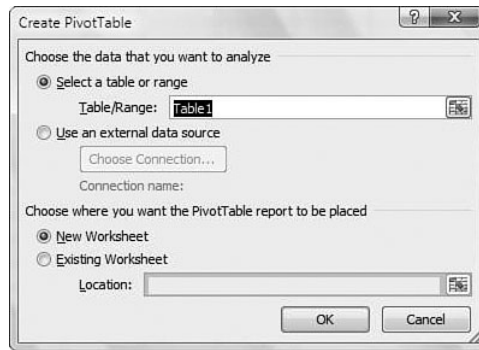 Create PivotTable
Choose the data that you want to analyze
Select a table or range
Table/Range: Table1
Use an external data source
Choose Connection...
Connection name:
Choose where you want the PivotTable report to be placed
New Worksheet
Existing Worksheet
Location:
OK Cancel